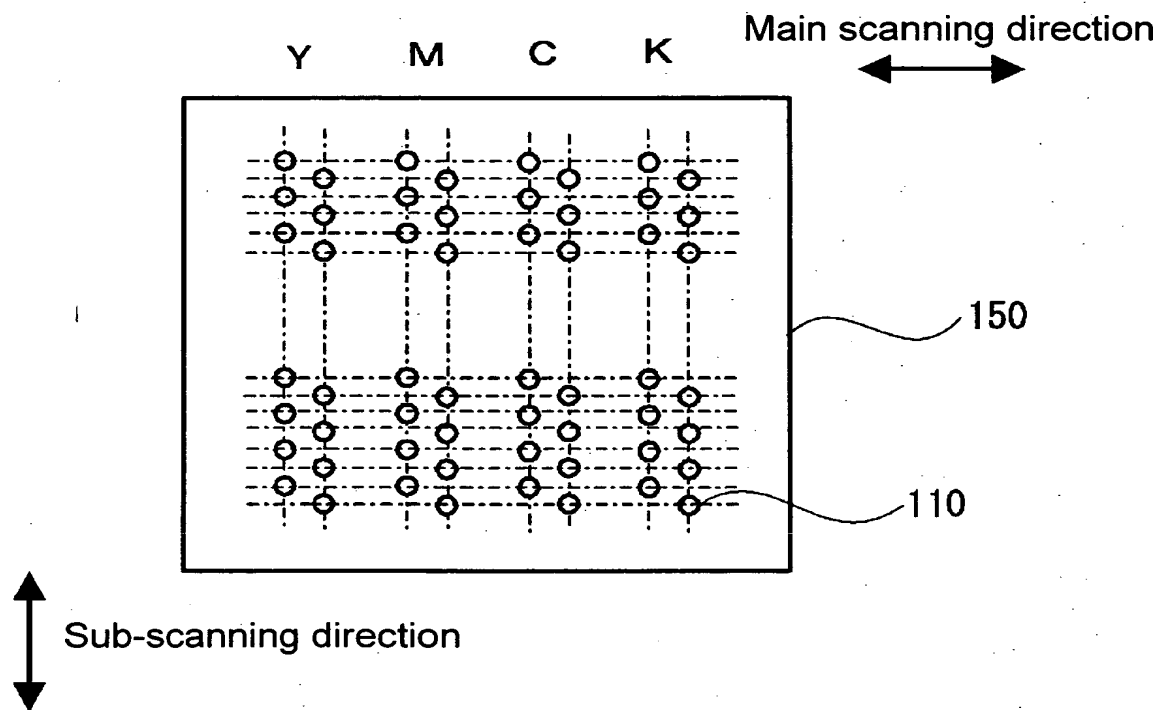 Main scanning direction
Y M C K
150
110
Sub-scanning direction